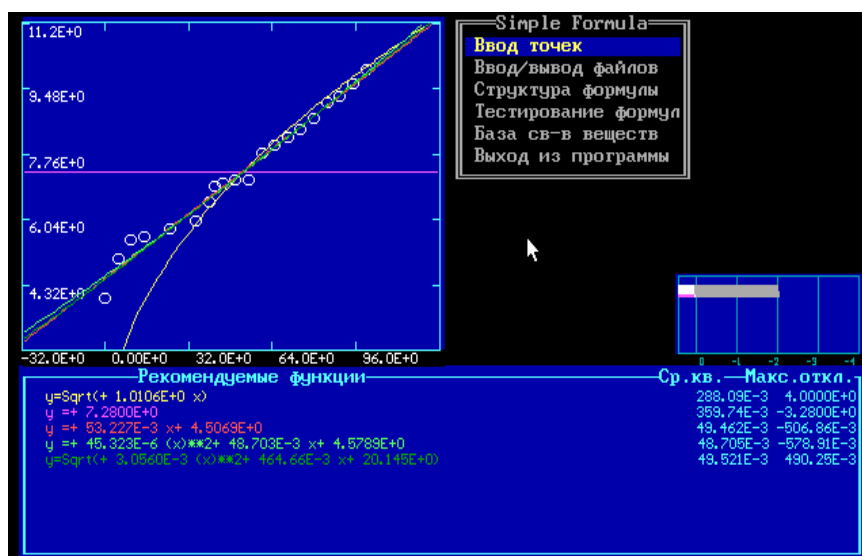 11.2E+0
9.48E+0
7.76E+0
6.04E+0
4.32E+0
-32.0E+0 0.00E+0 32.0E+0 64.0E+0 96.0E+0
Simple Formula
Ввод точек
Ввод/вывод файлов
Структура формулы
Тестирование формул
База св-в веществ
Выход из программы
0 -1 -2 -3 -4
Рекомендуемые функции Ср.кв. Макс.откл.
y=Sqrt(+ 1.0106E+0 x) 288.09E-3 4.0000E+0
y =+ 7.2800E+0 359.74E-3 -3.2800E+0
y =+ 53.227E-3 x+ 4.5069E+0 49.462E-3 -506.86E-3
y =+ 45.323E-6 (x)**2+ 48.703E-3 x+ 4.5789E+0 48.705E-3 -578.91E-3
y=Sqrt(+ 3.0560E-3 (x)**2+ 464.66E-3 x+ 20.145E+0) 49.521E-3 490.25E-3